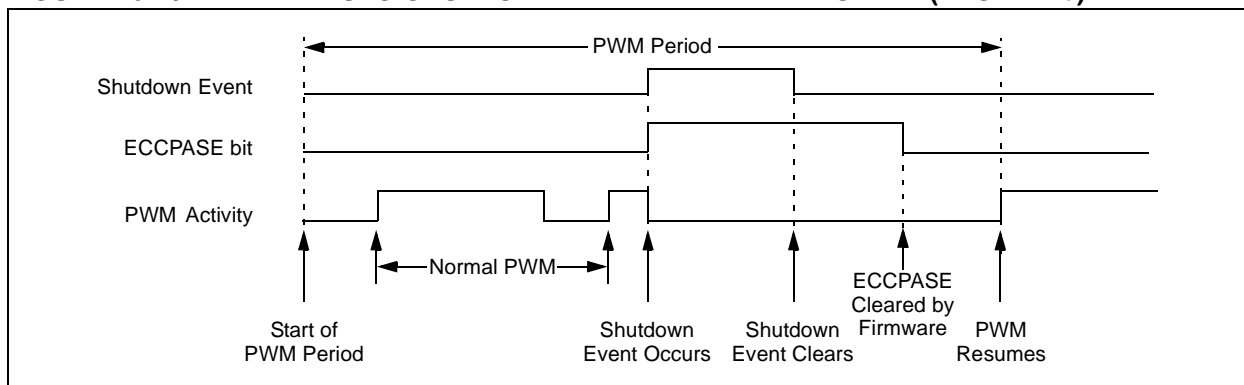 PWM Period
Shutdown Event
ECCPASE bit
PWM Activity
Normal PWM
Start of
PWM Period
Shutdown
Event Occurs
Shutdown
Event Clears
ECCPASE
Cleared by
Firmware
PWM
Resumes